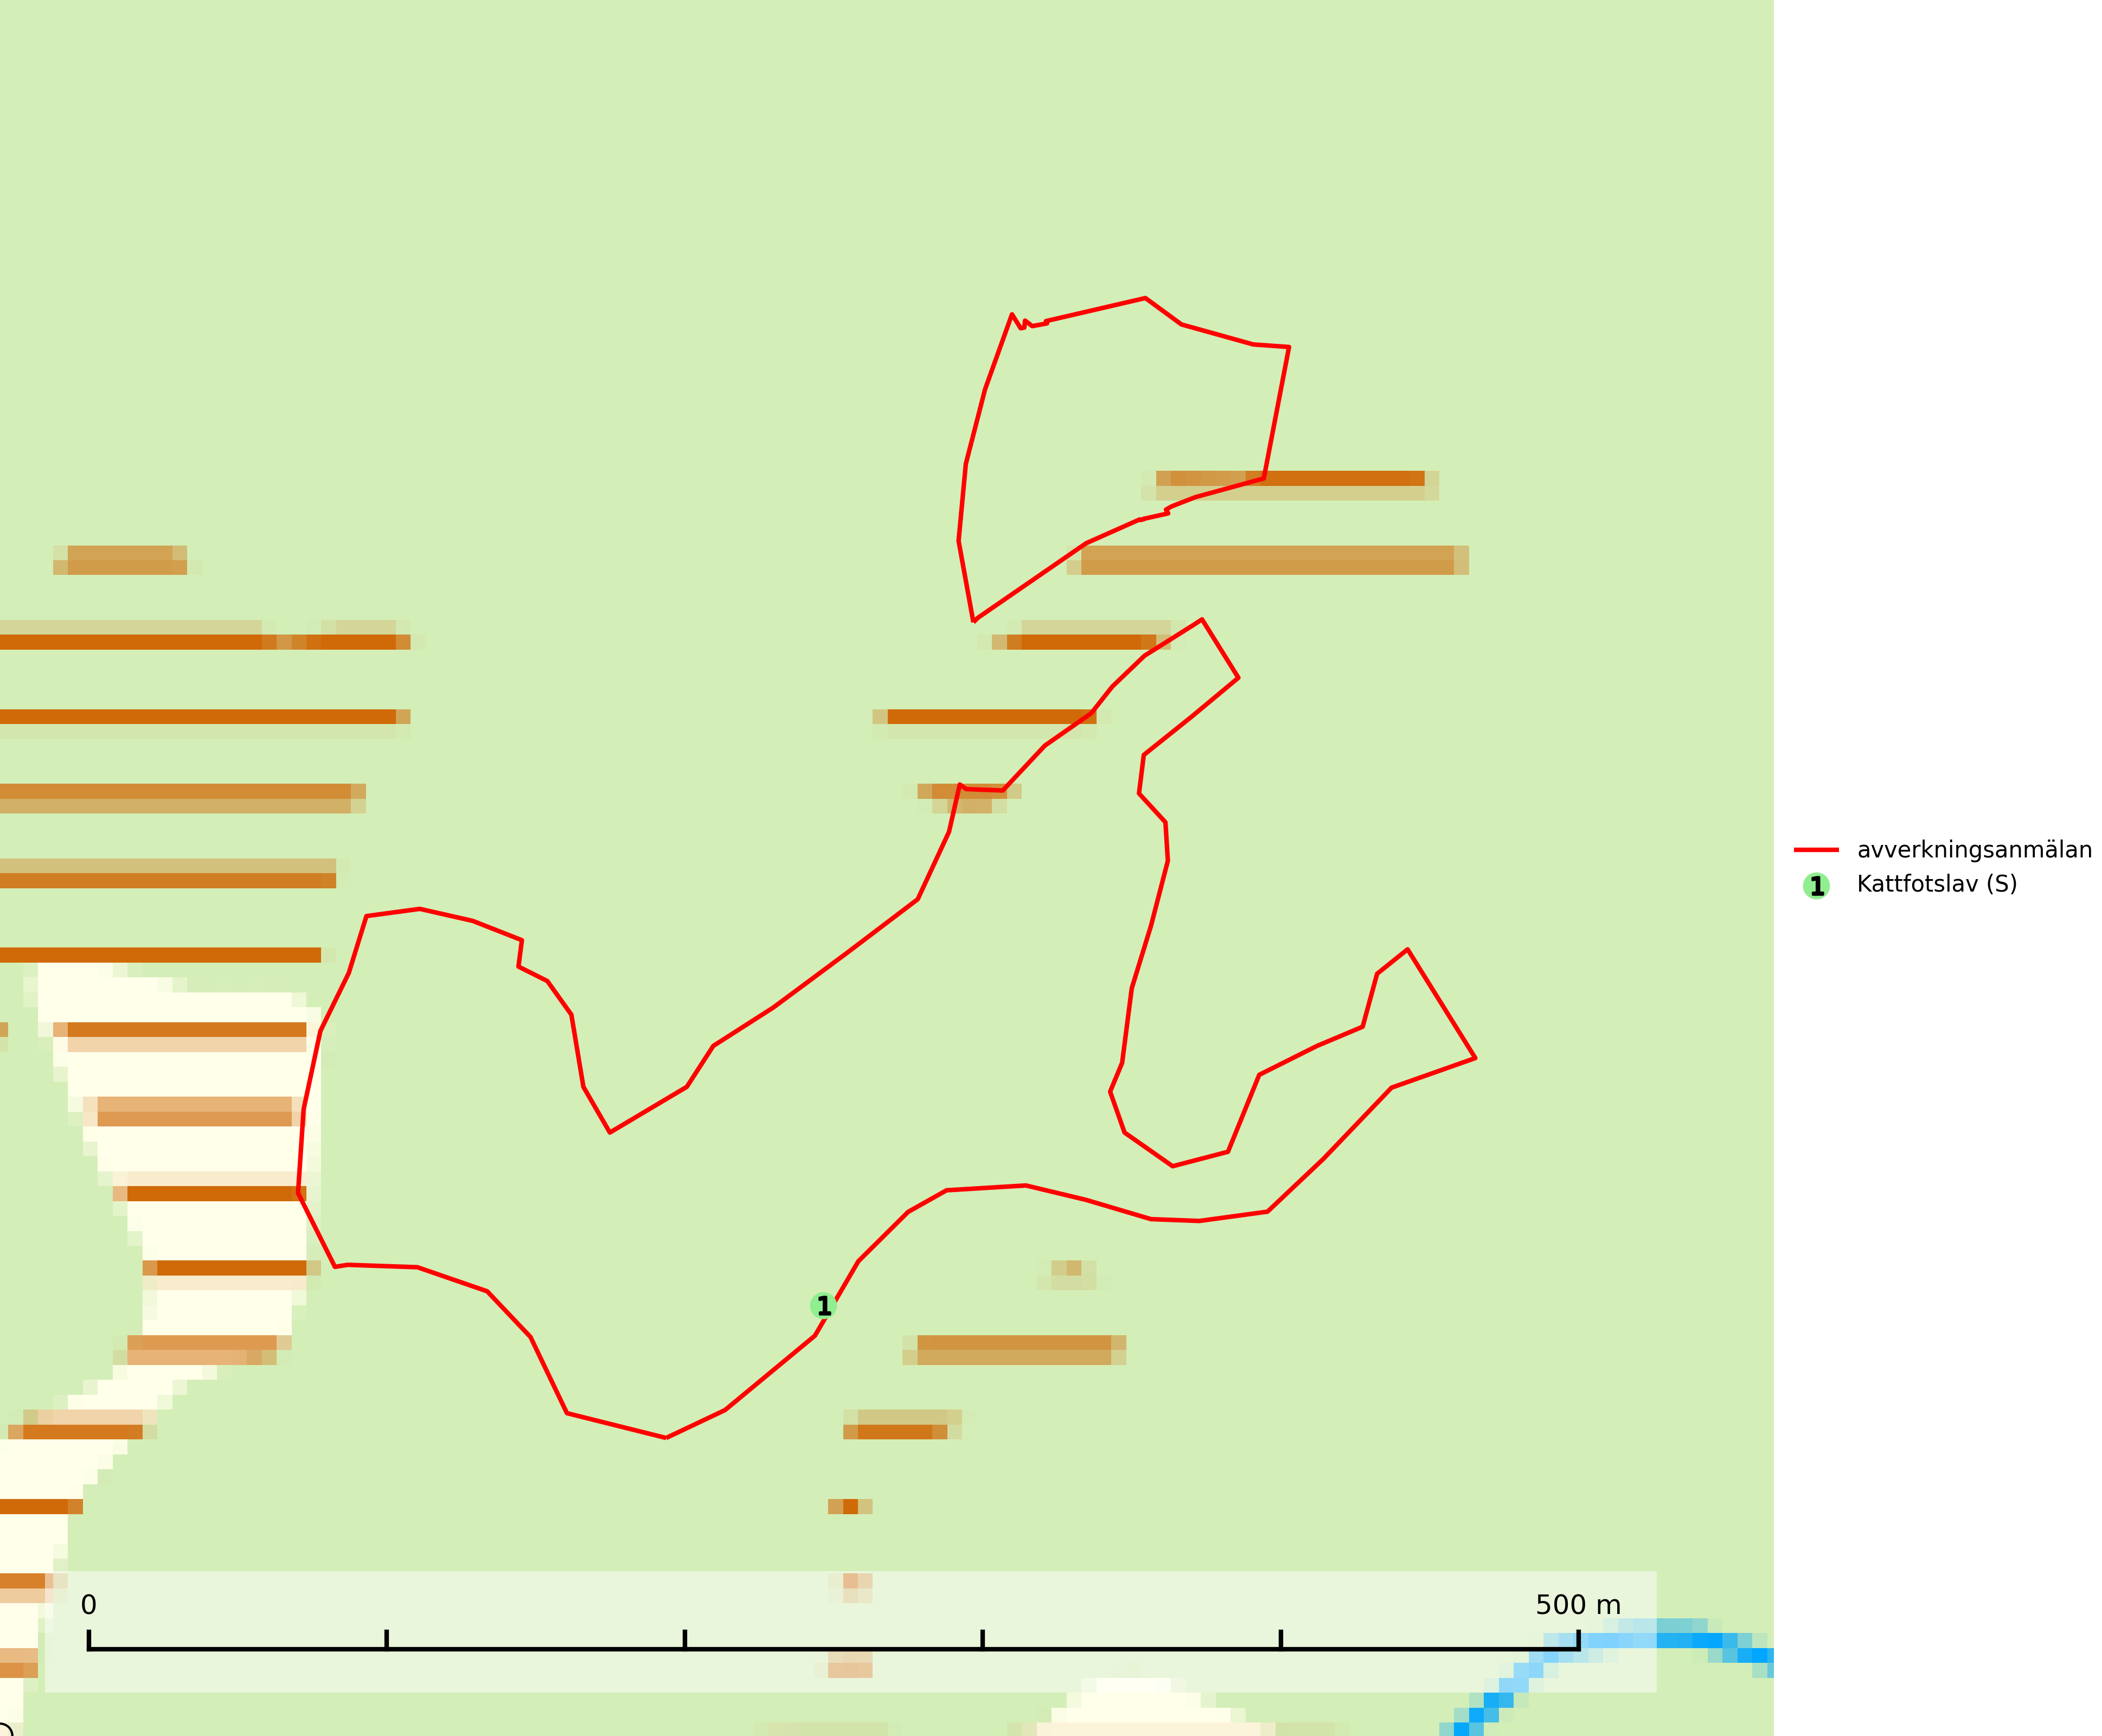 avverkningsanmälan
1 Kattfotslav (S)
1
0 500 m